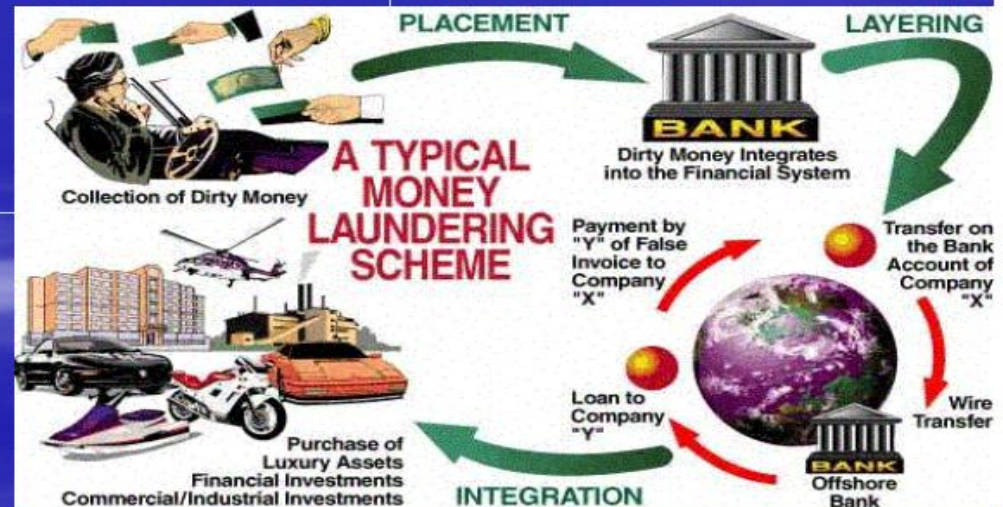 PLACEMENT
LAYERING
BANK
Dirty Money Integrates
into the Financial System
Collection of Dirty Money
A TYPICAL
MONEY
LAUNDERING
SCHEME
Payment by
"Y" of False
Invoice to
Company
"X"
Transfer on
the Bank
Account of
Company
"X"
Loan to
Company
"Y"
Wire
Transfer
BANK
Offshore
Bank
Purchase of
Luxury Assets
Financial Investments
Commercial/Industrial Investments
INTEGRATION